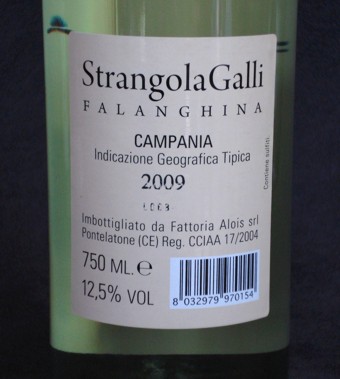 StrangolaGalli
FALANGHINA
CAMPANIA
Indicazione Geografica Tipica
2009
Contiene solfiti
Imbottigliato da Fattoria Alois srl
Pontelatone (CE) Reg. CCIAA 17/2004
750 ML. e
12,5% VOL
8 032979 970154